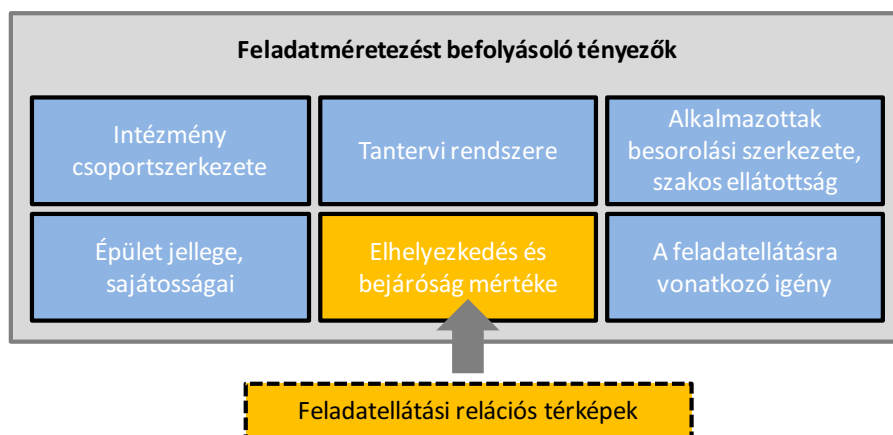 Feladatméretezést befolyásoló tényezők
Intézmény
csoportszerkezete
Tantervi rendszere
Alkalmazottak
besorolási szerkezete,
szakos ellátottság
Épület jellege,
sajátosságai
Elhelyezkedés és
bejáróság mértéke
A feladatellátásra
vonatkozó igény
Feladatellátási relációs térképek